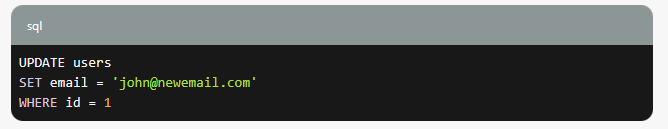 sql
UPDATE users
SET email = 'john@newemail.com'
WHERE id = 1